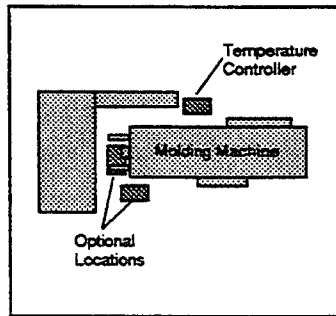 Temperature
Controller
Molding Machine
Optional
Locations